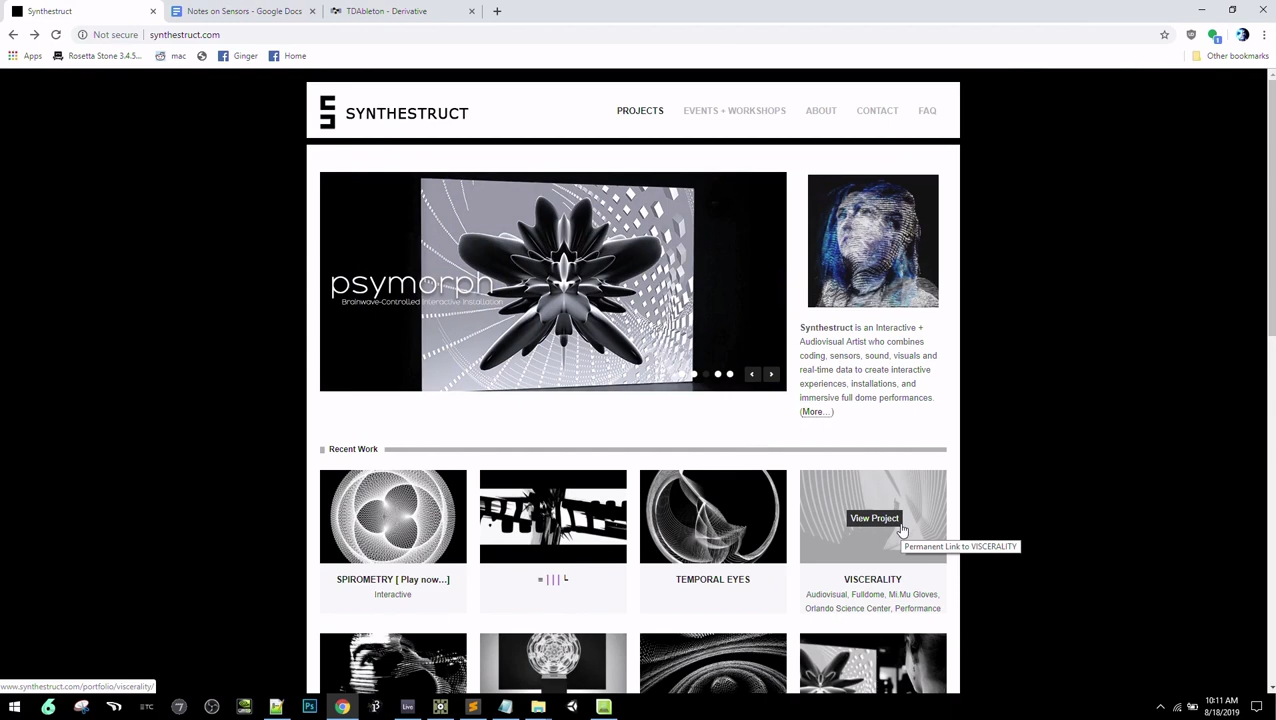 Synthestruct
Notes on Sensors - Google Docs
TDAbleton - Derivative
Not secure
synthestruct.com
Apps
Rosetta Stone 3.4.5...
mac
Ginger
Home
Other bookmarks
SYNTHESTRUCT
PROJECTS
EVENTS + WORKSHOPS
ABOUT
CONTACT
FAQ
psymorph
Brainwave-Controlled Interactive Installation
Synthestruct is an Interactive +
Audiovisual Artist who combines
coding, sensors, sound, visuals and
real-time data to create interactive
experiences, installations, and
immersive full dome performances.
(More...)
Recent Work
View Project
Permanent Link to VISCERALITY
SPIROMETRY [ Play now...]
Interactive
TEMPORAL EYES
VISCERALITY
Audiovisual, Fulldome, Mi.Mu Gloves,
Orlando Science Center, Performance
www.synthestruct.com/portfolio/viscerality/
ETC
Ps
Live
10:11 AM
8/18/2019